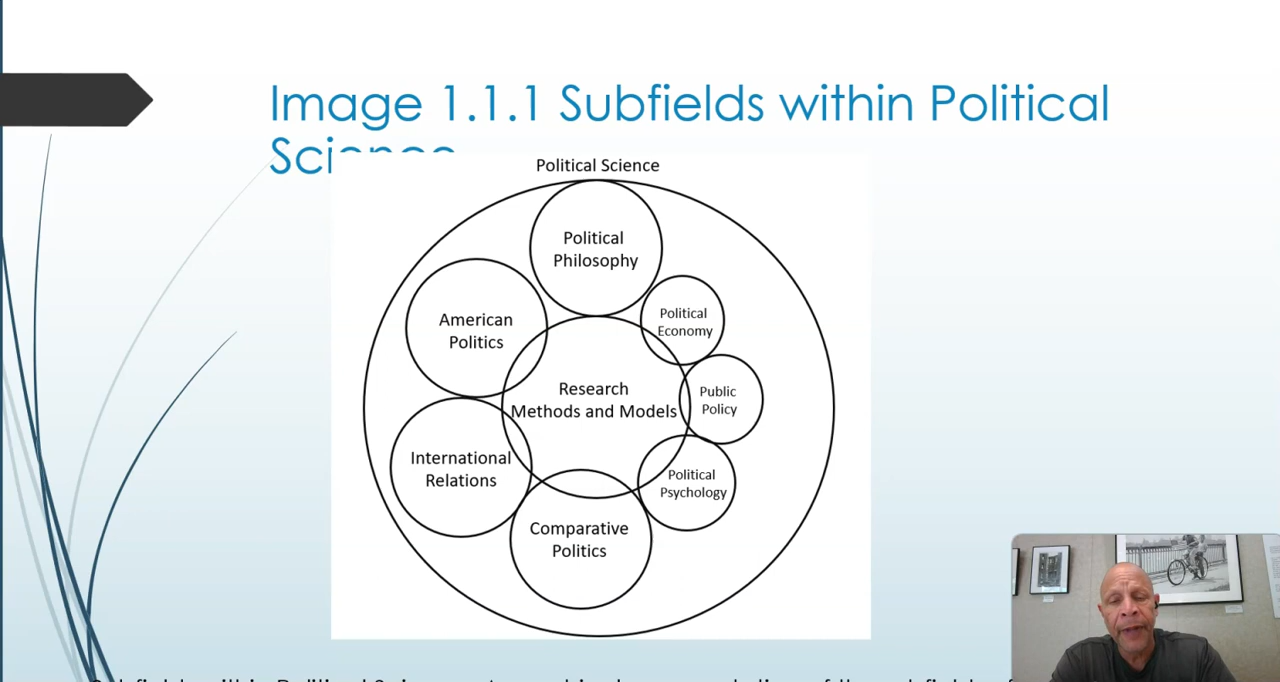 Image 1.1.1 Subfields within Political
Science
Political Science
Political
Philosophy
American
Politics
Political
Economy
Research
Methods and Models
Public
Policy
International
Relations
Political
Psychology
Comparative
Politics